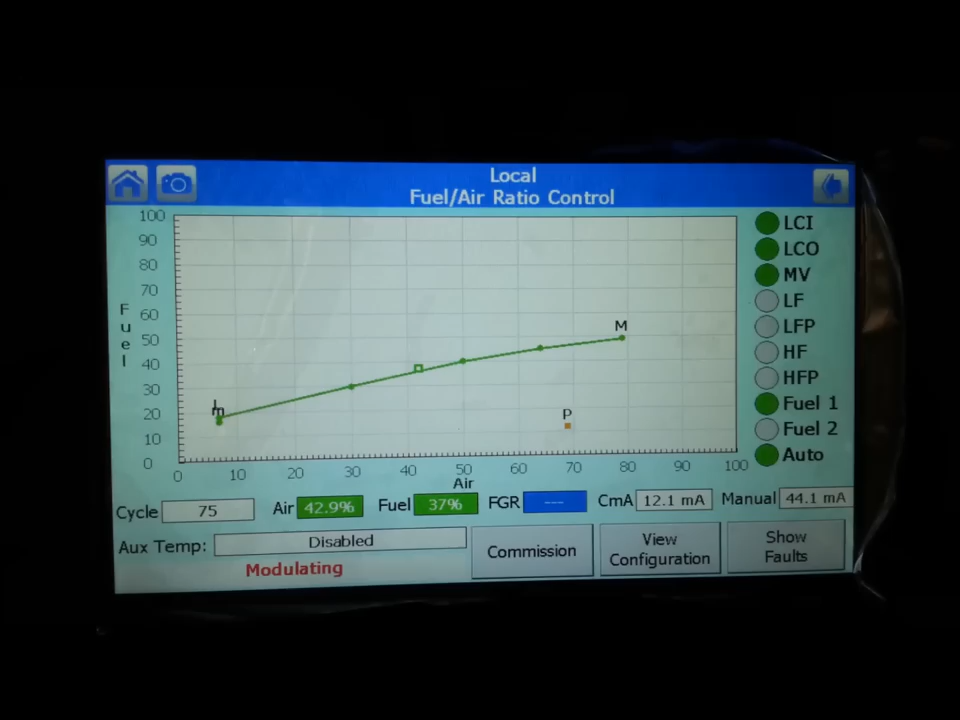 Local
Fuel/Air Ratio Control
100
90
80
70
60
50
40
30
20
10
0
Fuel
M
P
0 10 20 30 40 50 60 70 80 90 100
Air
LCI
LCO
MV
LF
LFP
HF
HFP
Fuel 1
Fuel 2
Auto
Cycle 75 Air 42.9% Fuel 37% FGR --- CmA 12.1 mA Manual 44.1 mA
Aux Temp: Disabled
Modulating
Commission
View
Configuration
Show
Faults